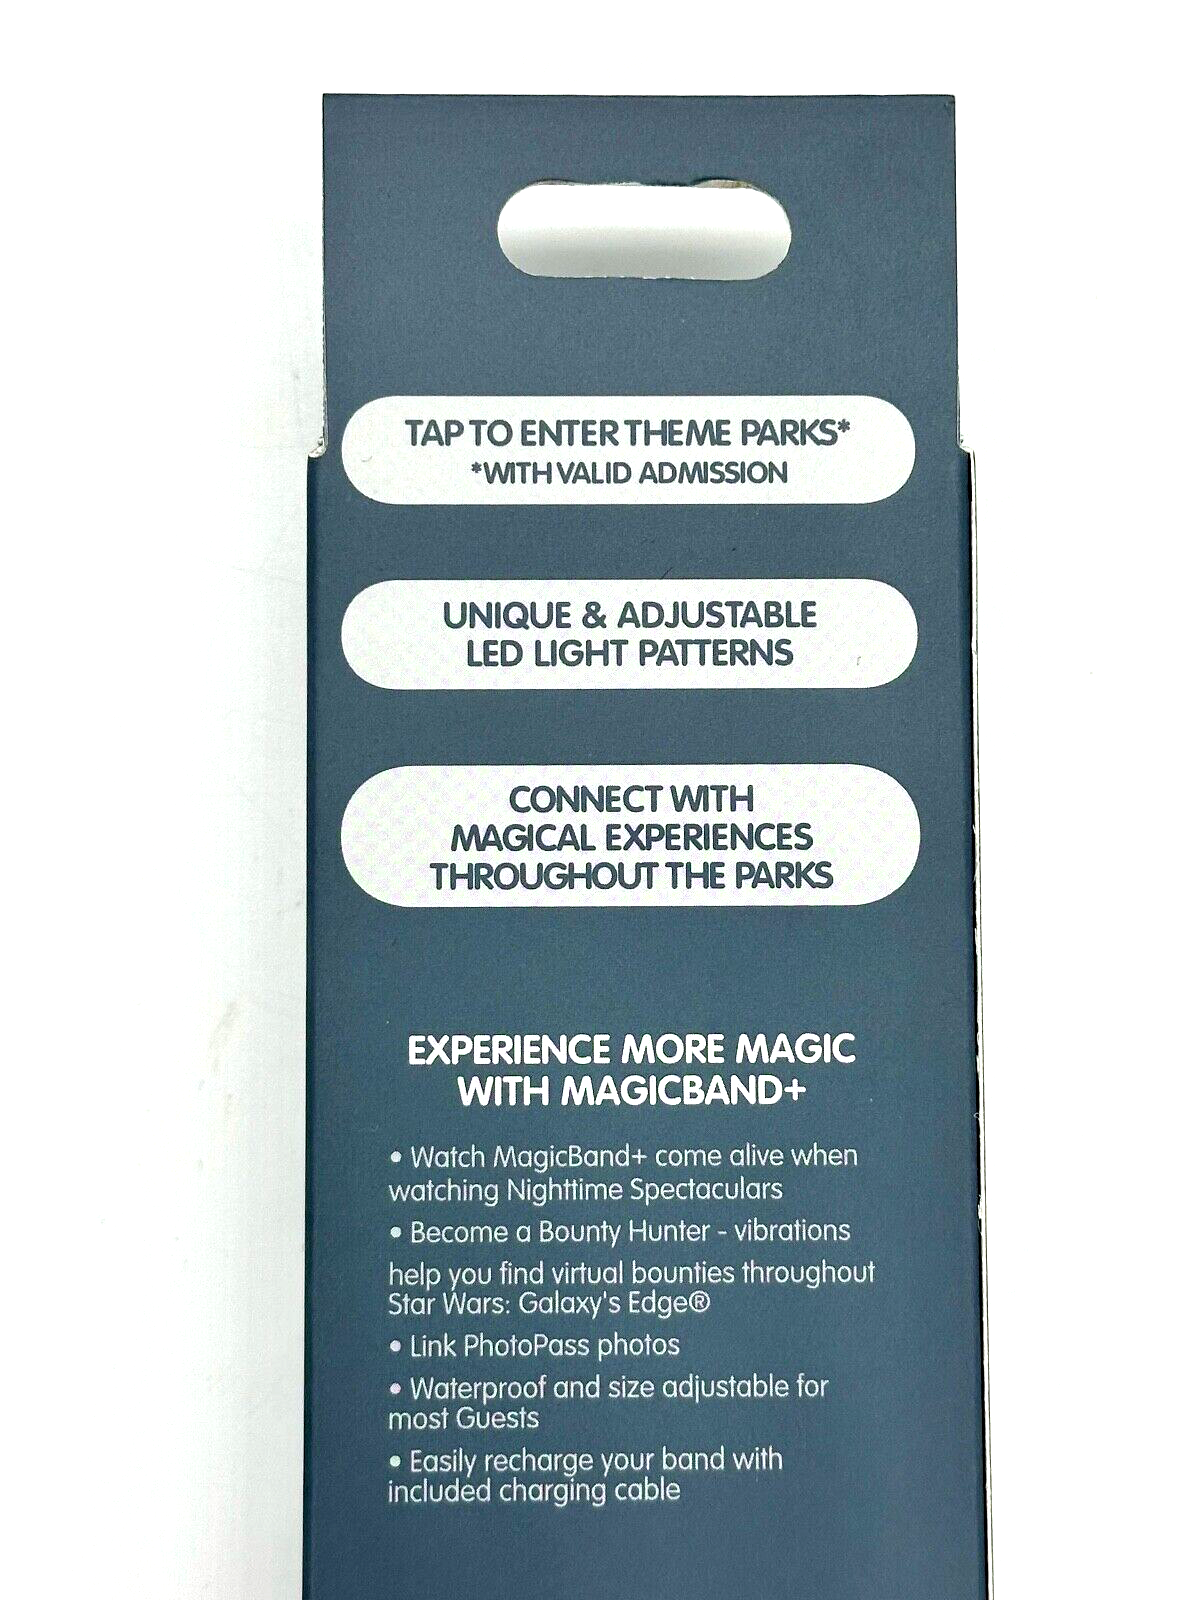 TAP TO ENTER THEME PARKS*
*WITH VALID ADMISSION
UNIQUE & ADJUSTABLE
LED LIGHT PATTERNS
CONNECT WITH
MAGICAL EXPERIENCES
THROUGHOUT THE PARKS
EXPERIENCE MORE MAGIC
WITH MAGICBAND+
• Watch MagicBand+ come alive when
watching Nighttime Spectaculars
• Become a Bounty Hunter - vibrations
help you find virtual bounties throughout
Star Wars: Galaxy's Edge®
• Link PhotoPass photos
• Waterproof and size adjustable for
most Guests
• Easily recharge your band with
included charging cable